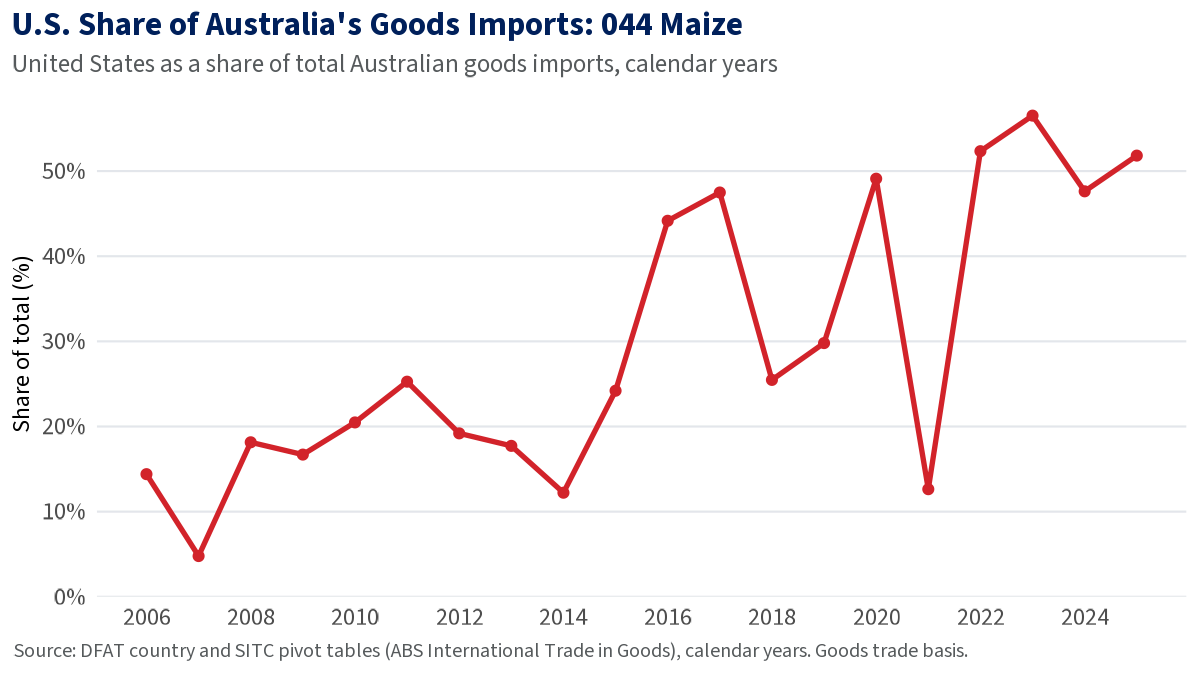 U.S. Share of Australia's Goods Imports: 044 Maize
United States as a share of total Australian goods imports, calendar years
Share of total (%)
50%
40%
30%
20%
10%
0%
2006 2008 2010 2012 2014 2016 2018 2020 2022 2024
Source: DFAT country and SITC pivot tables (ABS International Trade in Goods), calendar years. Goods trade basis.